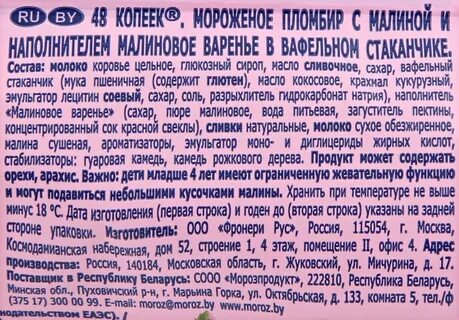 RU BY 48 КОПЕЕК®. МОРОЖЕНОЕ ПЛОМБИР С МАЛИНОЙ И
НАПОЛНИТЕЛЕМ МАЛИНОВОЕ ВАРЕНЬЕ В ВАФЕЛЬНОМ СТАКАНЧИКЕ.
Состав: молоко коровье цельное, глюкозный сироп, масло сливочное, сахар, вафельный
стаканчик (мука пшеничная (содержит глютен), масло кокосовое, крахмал кукурузный,
эмульгатор лецитин соевый, сахар, соль, разрыхлитель гидрокарбонат натрия), наполнитель
«Малиновое варенье» (сахар, пюре малиновое, вода питьевая, загуститель пектины,
концентрированный сок красной свеклы), сливки натуральные, молоко сухое обезжиренное,
малина сушеная, ароматизаторы, эмульгатор моно- и диглицериды жирных кислот,
стабилизаторы: гуаровая камедь, камедь рожкового дерева. Продукт может содержать
орехи, арахис. Важно: дети младше 4 лет имеют ограниченную жевательную функцию
и могут подавиться небольшими кусочками малины. Хранить при температуре не выше
минус 18°С. Дата изготовления (первая строка) и годен до (вторая строка) указаны на задней
стороне упаковки. Изготовитель: ООО «Фронери Рус», Россия, 115054, г. Москва,
Космодамианская набережная, дом 52, строение 1, 4 этаж, помещение II, офис 4. Адрес
производства: Россия, 140184, Московская область, г. Жуковский, ул. Мичурина, д. 17.
Поставщик в Республику Беларусь: СООО «Морозпродукт», 222810, Республика Беларусь,
Минская обл., Пуховичский р-н, г. Марьина Горка, ул. Октябрьская, д. 133, комната 5, тел.
(375 17) 300 00 99. E-mail: moroz@moroz.by, www.moroz.by
нодательством ЕАЭС). /